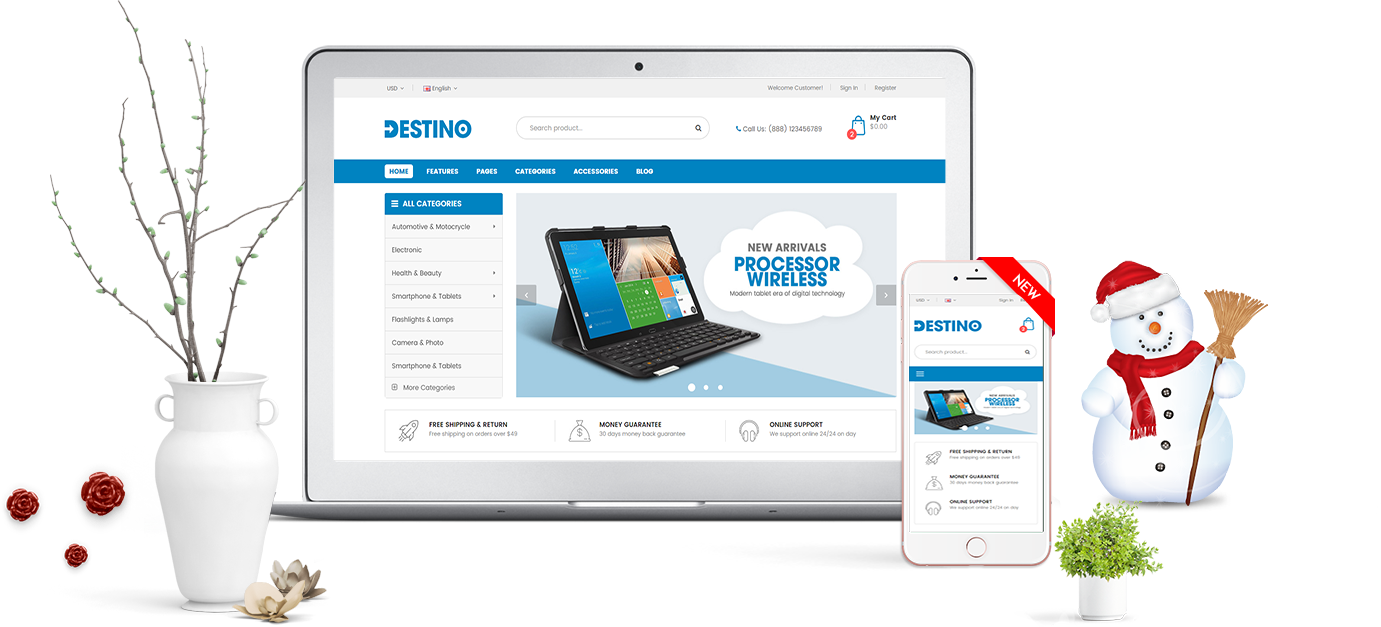 USD
English
Welcome Customer!
Sign In
Register
DESTINO
Search product...
Call Us: (888) 123456789
2
My Cart
$0.00
HOME
FEATURES
PAGES
CATEGORIES
ACCESSORIES
BLOG
ALL CATEGORIES
Automotive & Motocrycle
Electronic
Health & Beauty
Smartphone & Tablets
Flashlights & Lamps
Camera & Photo
Smartphone & Tablets
More Categories
NEW ARRIVALS
PROCESSOR
WIRELESS
Modern tablet era of digital technology
FREE SHIPPING & RETURN
Free shipping on orders over $49
MONEY GUARANTEE
30 days money back guarantee
ONLINE SUPPORT
We support online 24/24 on day
NEW
USD
Sign In
DESTINO
2
Search product...
NEW ARRIVALS
PROCESSOR
WIRELESS
FREE SHIPPING & RETURN
Free shipping on orders over $49
MONEY GUARANTEE
30 days money back guarantee
ONLINE SUPPORT
We support online 24/24 on day